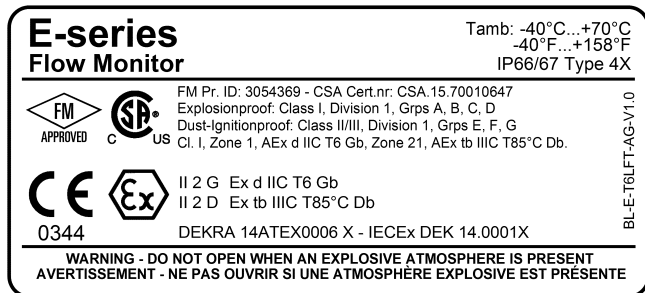 E-series
Flow Monitor
Tamb: -40°C...+70°C
-40°F...+158°F
IP66/67 Type 4X
FM
APPROVED
SA
C US
FM Pr. ID: 3054369 - CSA Cert.nr: CSA.15.70010647
Explosionproof: Class I, Division 1, Grps A, B, C, D
Dust-Ignitionproof: Class II/III, Division 1, Grps E, F, G
Cl. I, Zone 1, AEx d IIC T6 Gb, Zone 21, AEx tb IIIC T85°C Db.
BL-E-T6LFT-AG-V1.0
CE
0344
Ex
II 2 G Ex d IIC T6 Gb
II 2 D Ex tb IIIC T85°C Db
DEKRA 14ATEX0006 X - IECEx DEK 14.0001X
WARNING - DO NOT OPEN WHEN AN EXPLOSIVE ATMOSPHERE IS PRESENT
AVERTISSEMENT - NE PAS OUVRIR SI UNE ATMOSPHÈRE EXPLOSIVE EST PRÉSENTE